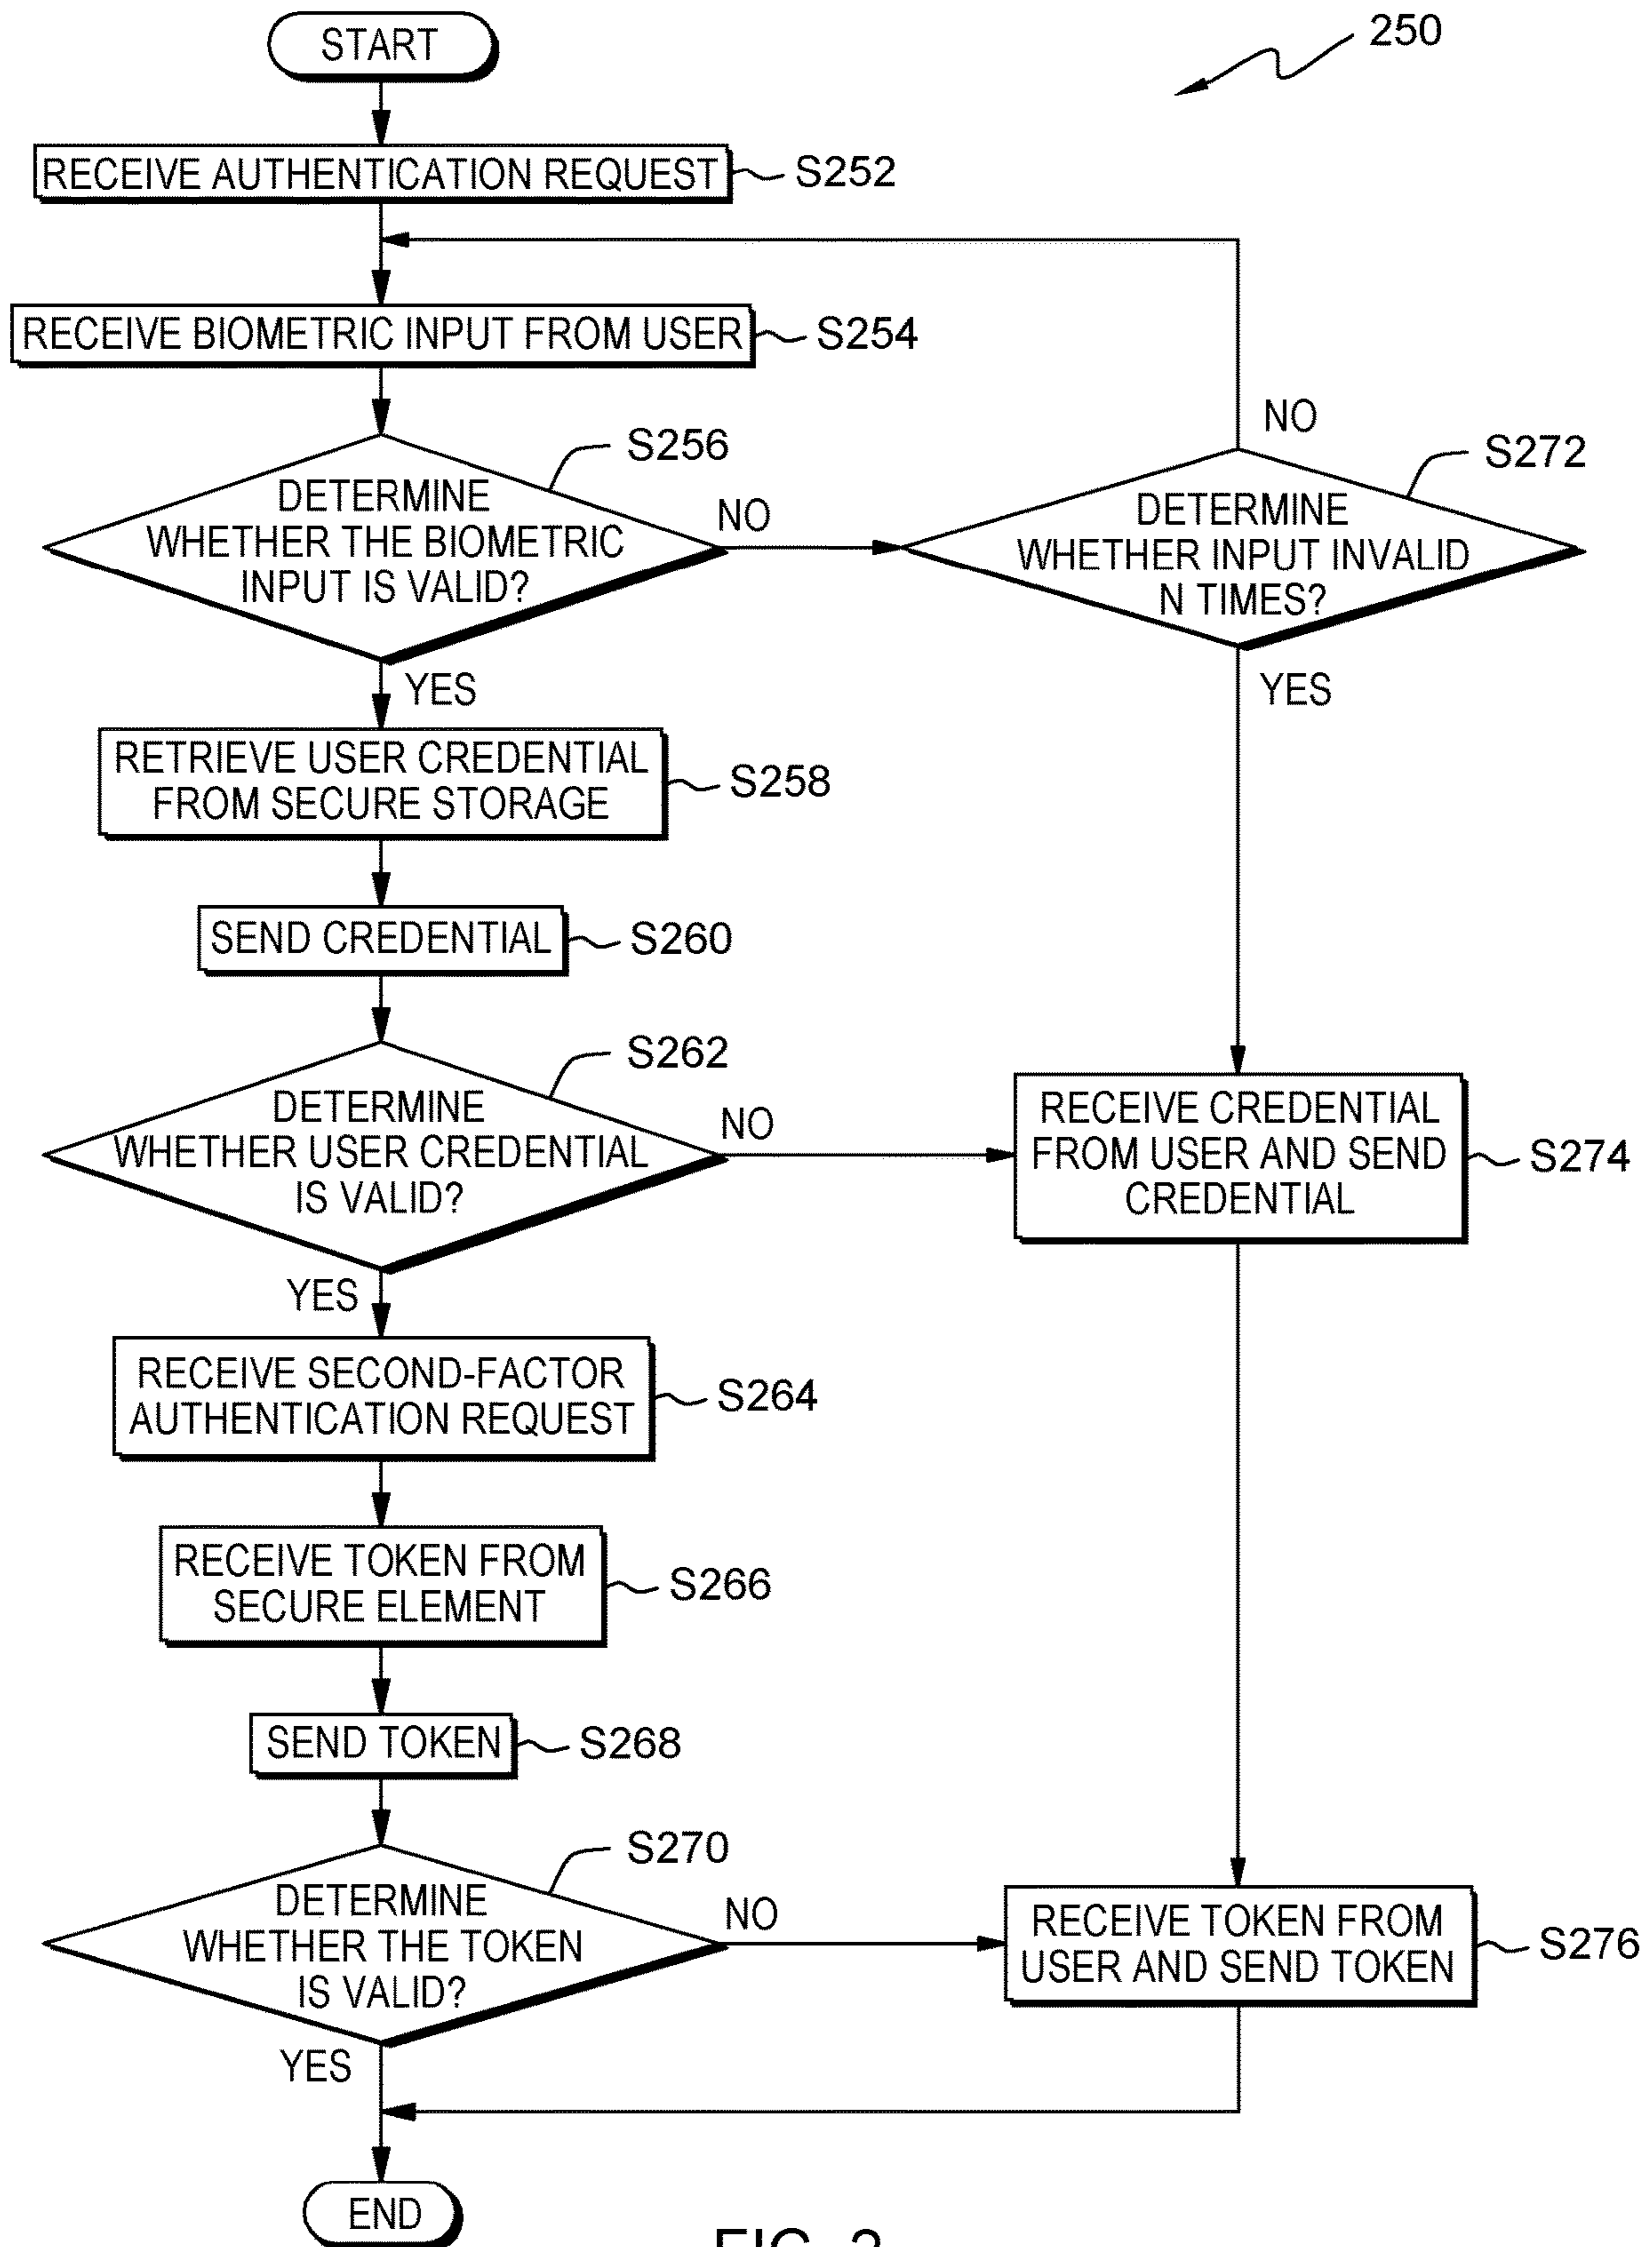 START
250
RECEIVE AUTHENTICATION REQUEST
S252
RECEIVE BIOMETRIC INPUT FROM USER
S254
S256
DETERMINE
WHETHER THE BIOMETRIC
INPUT IS VALID?
NO
YES
NO
S272
DETERMINE
WHETHER INPUT INVALID
N TIMES?
YES
RETRIEVE USER CREDENTIAL
FROM SECURE STORAGE
S258
SEND CREDENTIAL
S260
S262
DETERMINE
WHETHER USER CREDENTIAL
IS VALID?
NO
YES
RECEIVE CREDENTIAL
FROM USER AND SEND
CREDENTIAL
S274
RECEIVE SECOND-FACTOR
AUTHENTICATION REQUEST
S264
RECEIVE TOKEN FROM
SECURE ELEMENT
S266
SEND TOKEN
S268
S270
DETERMINE
WHETHER THE TOKEN
IS VALID?
NO
YES
RECEIVE TOKEN FROM
USER AND SEND TOKEN
S276
END